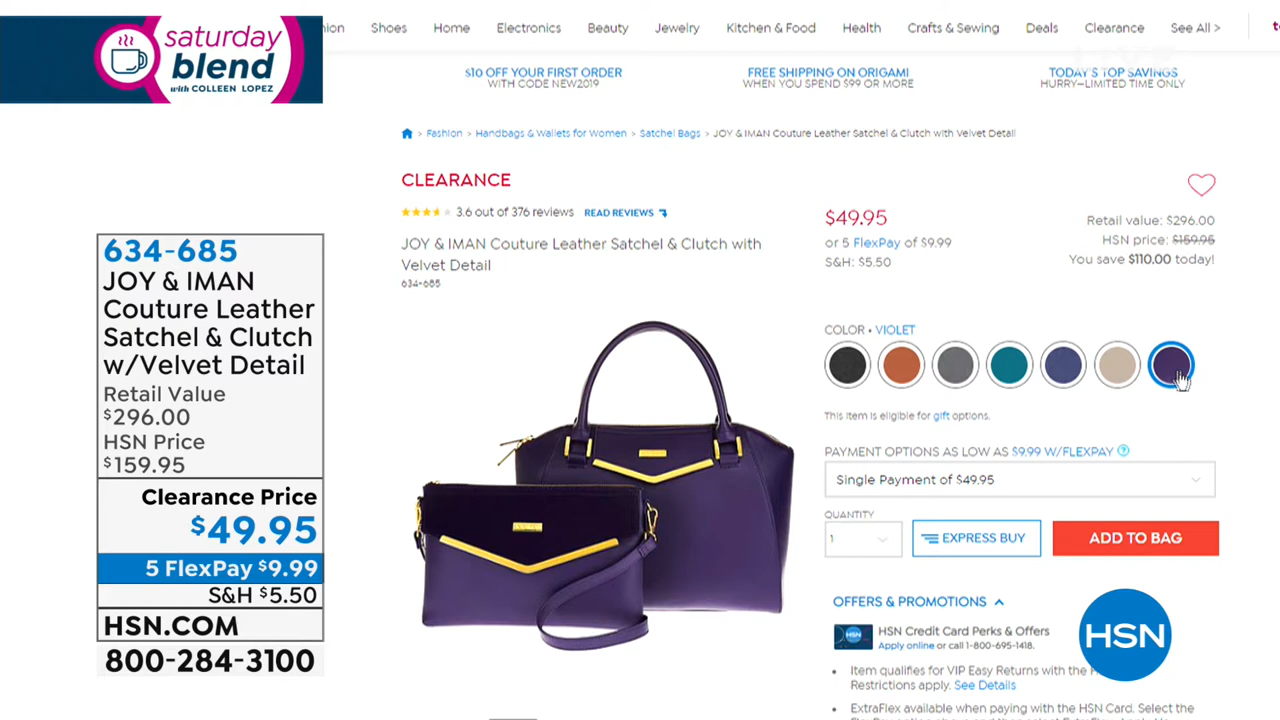 saturday
blend
with COLLEEN LOPEZ
Shoes
Home
Electronics
Beauty
Jewelry
Kitchen & Food
Health
Crafts & Sewing
Deals
Clearance
See All >
$10 OFF YOUR FIRST ORDER
WITH CODE NEW2019
FREE SHIPPING ON ORIGAMI
WHEN YOU SPEND $99 OR MORE
TODAY'S TOP SAVINGS
HURRY—LIMITED TIME ONLY
> Fashion > Handbags & Wallets for Women > Satchel Bags > JOY & IMAN Couture Leather Satchel & Clutch with Velvet Detail
CLEARANCE
3.6 out of 376 reviews READ REVIEWS
JOY & IMAN Couture Leather Satchel & Clutch with
Velvet Detail
634-685
$49.95
or 5 FlexPay of $9.99
S&H: $5.50
Retail value: $296.00
HSN price: $159.95
You save $110.00 today!
COLOR • VIOLET
This item is eligible for gift options.
PAYMENT OPTIONS AS LOW AS $9.99 W/FLEXPAY ?
Single Payment of $49.95
QUANTITY
1
EXPRESS BUY
ADD TO BAG
OFFERS & PROMOTIONS
HSN
HSN Credit Card Perks & Offers
Apply online or call 1-800-695-1418.
• Item qualifies for VIP Easy Returns with the
Restrictions apply. See Details
• ExtraFlex available when paying with the HSN Card. Select the
HSN
634-685
JOY & IMAN
Couture Leather
Satchel & Clutch
w/Velvet Detail
Retail Value
$296.00
HSN Price
$159.95
Clearance Price
$49.95
5 FlexPay $9.99
S&H $5.50
HSN.COM
800-284-3100